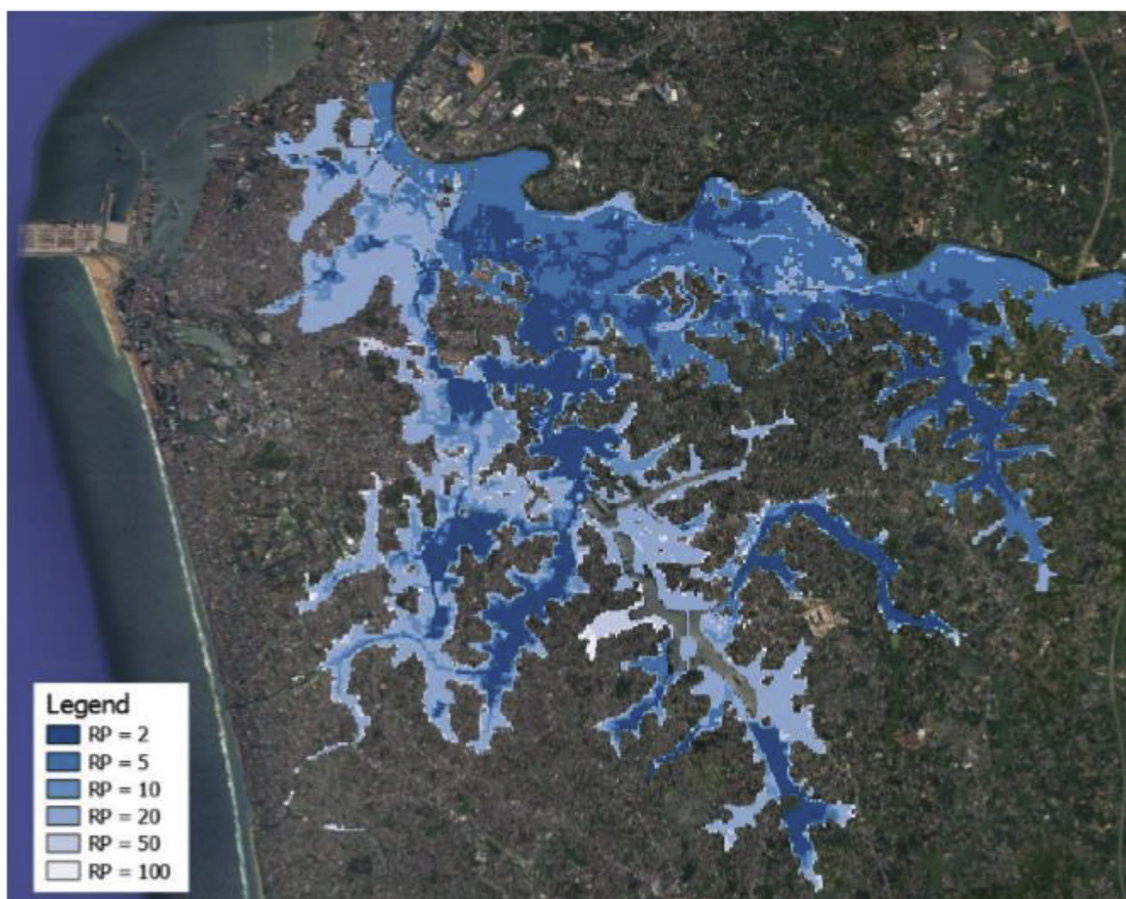 Legend
RP = 2
RP = 5
RP = 10
RP = 20
RP = 50
RP = 100